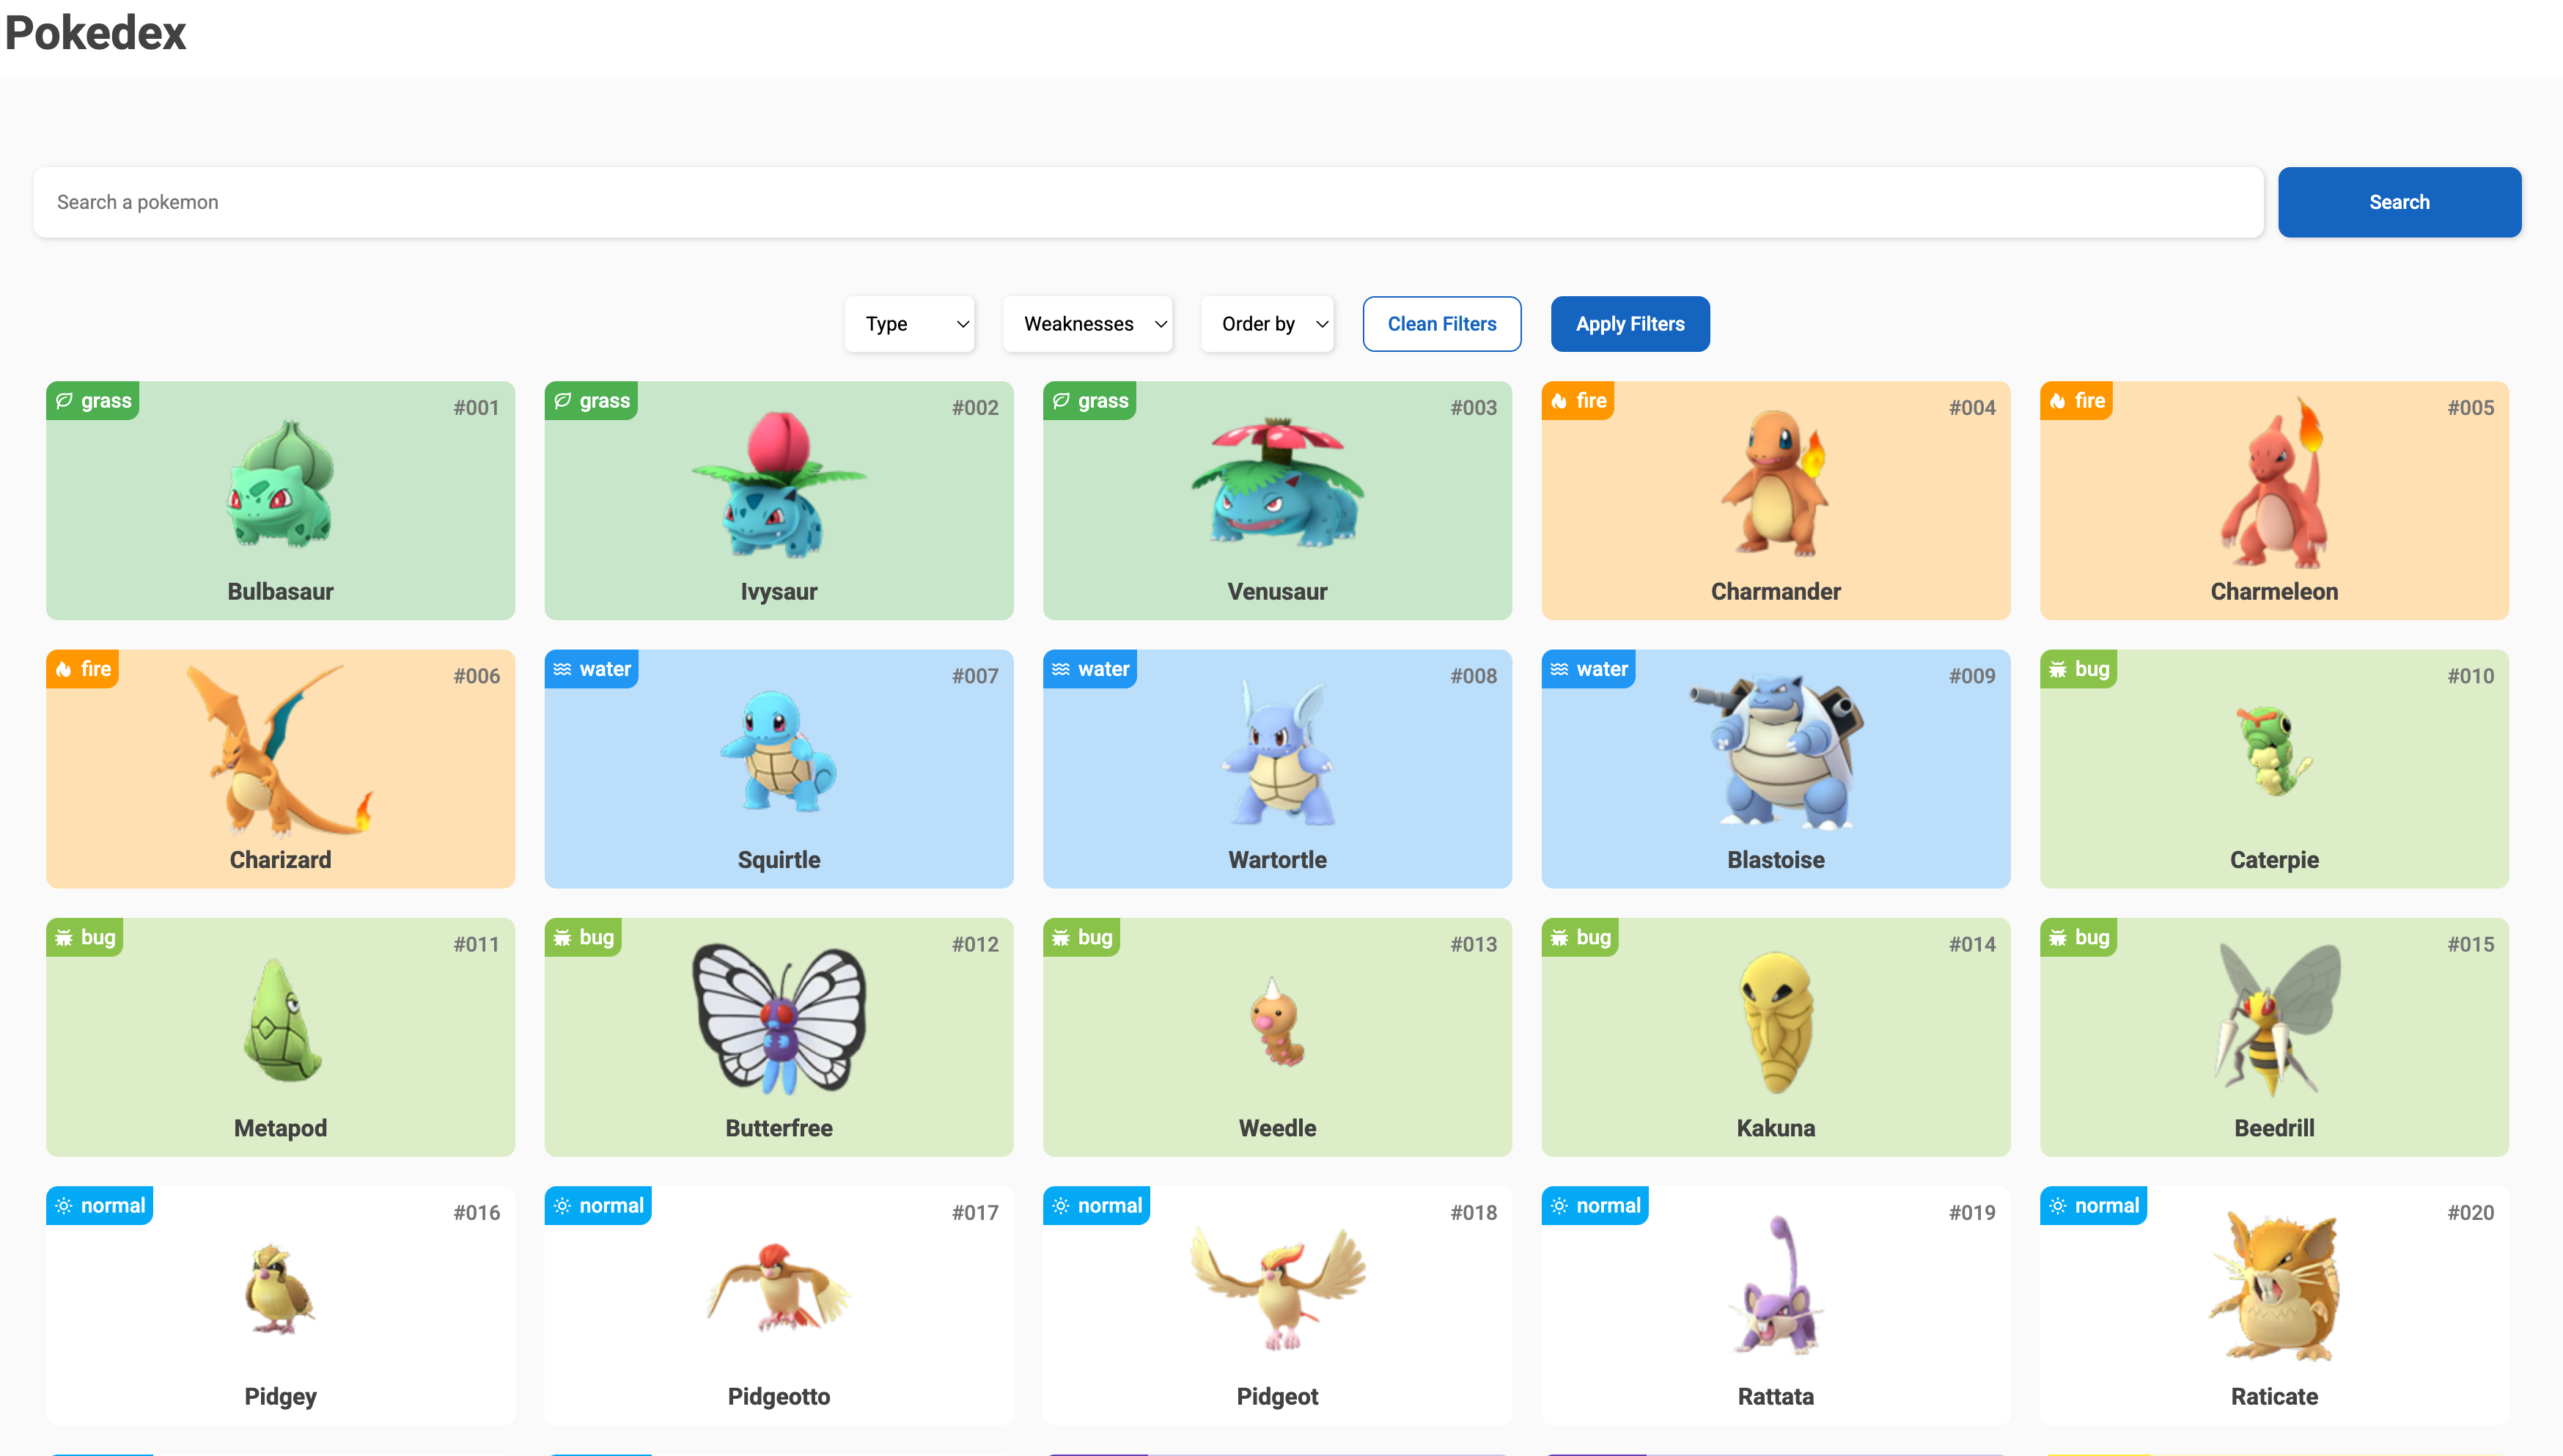 Pokedex
Search a pokemon
Search
Type
Weaknesses
Order by
Clean Filters
Apply Filters
grass
#001
Bulbasaur
grass
#002
Ivysaur
grass
#003
Venusaur
fire
#004
Charmander
fire
#005
Charmeleon
fire
#006
Charizard
water
#007
Squirtle
water
#008
Wartortle
water
#009
Blastoise
bug
#010
Caterpie
bug
#011
Metapod
bug
#012
Butterfree
bug
#013
Weedle
bug
#014
Kakuna
bug
#015
Beedrill
normal
#016
Pidgey
normal
#017
Pidgeotto
normal
#018
Pidgeot
normal
#019
Rattata
normal
#020
Raticate